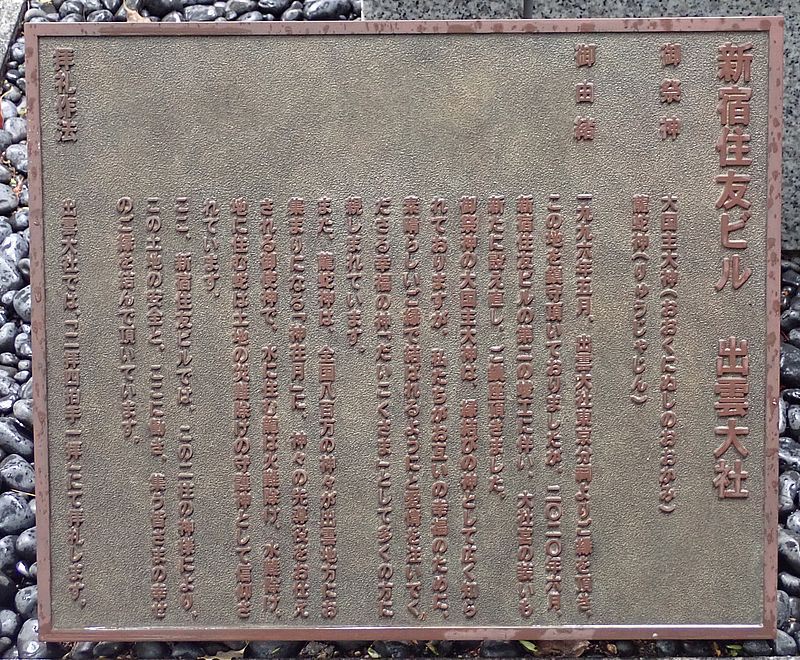 新宿住友ビル 出雲大社
御祭神 大国主大神(おおくにぬしのおおかみ)
龍蛇神(りゅうじゃじん)
御由緒 一九九六年五月、出雲大社東京分祠よりご縁を頂き、
この地を鎮守頂いておりましたが、二〇二〇年六月
新宿住友ビルの第二の竣工に伴い、大社宮の装いも
新たに設え直し、ご鎮座頂きました。
御祭神の大国主大神は、縁結びの神としてよく知ら
れておりますが、私たちがお互いの幸福のために、
素晴らしいご縁で結ばれるようにと愛情を注いでく
ださる幸福の神「だいこくさま」として多くの方に
親しまれています。
また、龍蛇神は、全国八百万の神々が出雲地方にお
集まりになる「神在月」に、神々の先導役をお仕え
される御蛇神で、水に住む龍は火難除け、水難除け、
地に住む蛇は土地の災難除けの守護神として信仰さ
れています。
ここ、新宿住友ビルでは、この二社の神様により、
この土地の安全と、ここに働き、集う皆さまの幸せ
のご縁を結んで頂いています。
拝礼作法 出雲大社では、「二拝四拍手一拝」にて拝礼します。